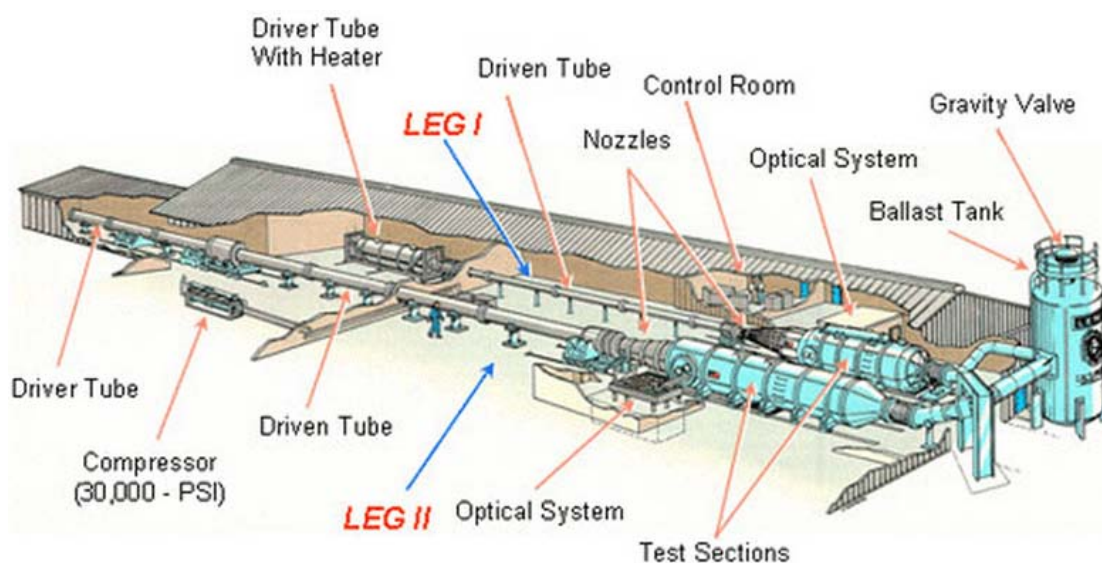 Driver Tube
With Heater
Driven Tube
LEG I
Control Room
Gravity Valve
Nozzles
Optical System
Ballast Tank
Driver Tube
Driven Tube
Compressor
(30,000 - PSI)
LEG II
Optical System
Test Sections